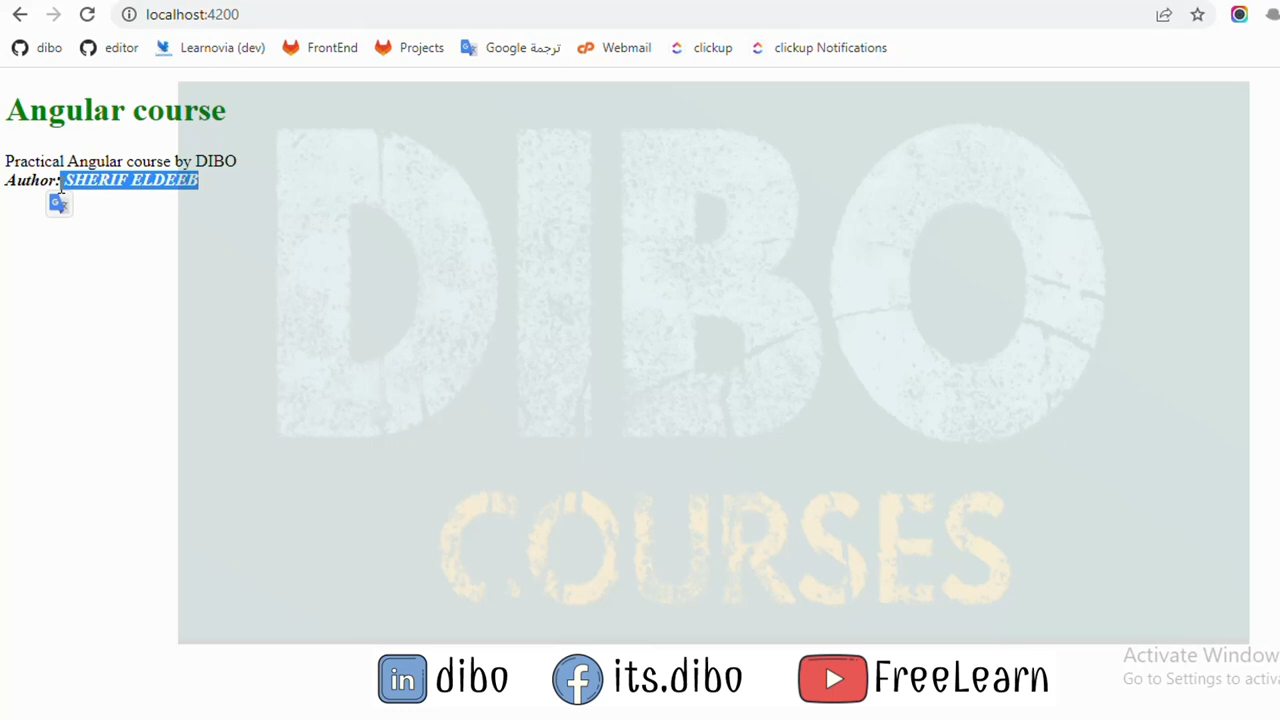 localhost:4200
dibo editor Learnovia (dev) FrontEnd Projects Google ترجمة Webmail clickup clickup Notifications
Angular course
Practical Angular course by DIBO
Author: SHERIF ELDEEB
DIBO
COURSES
in dibo its.dibo FreeLearn
Activate Window
Go to Settings to activa